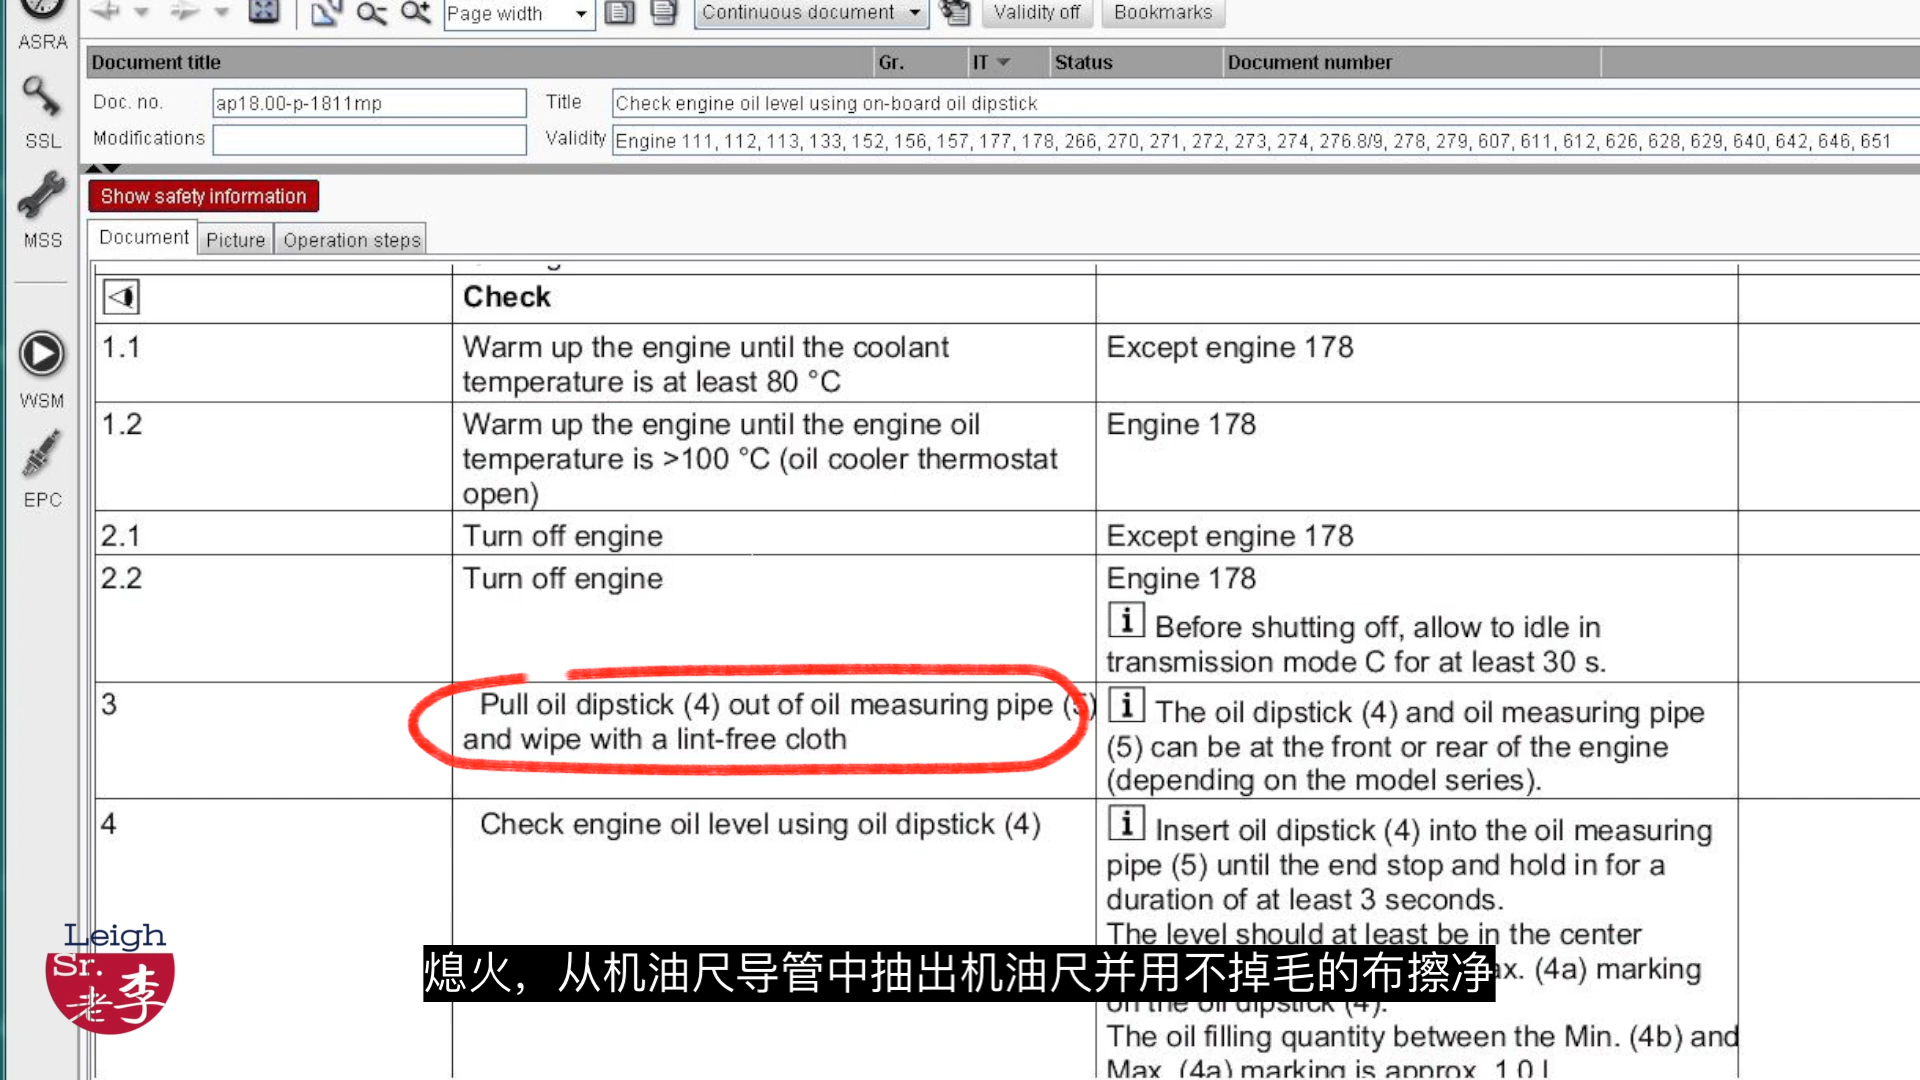 Page width
Continuous document
Validity off
Bookmarks
ASRA
SSL
MSS
WSM
EPC
Document title
Gr.
IT
Status
Document number
Doc. no.
ap18.00-p-1811mp
Title
Check engine oil level using on-board oil dipstick
Modifications
Validity
Engine 111, 112, 113, 133, 152, 156, 157, 177, 178, 266, 270, 271, 272, 273, 274, 276.8/9, 278, 279, 607, 611, 612, 626, 628, 629, 640, 642, 646, 651
Show safety information
Document
Picture
Operation steps
Check
1.1
Warm up the engine until the coolant
temperature is at least 80 °C
Except engine 178
1.2
Warm up the engine until the engine oil
temperature is >100 °C (oil cooler thermostat
open)
Engine 178
2.1
Turn off engine
Except engine 178
2.2
Turn off engine
Engine 178
i Before shutting off, allow to idle in
transmission mode C for at least 30 s.
3
Pull oil dipstick (4) out of oil measuring pipe (5)
and wipe with a lint-free cloth
i The oil dipstick (4) and oil measuring pipe
(5) can be at the front or rear of the engine
(depending on the model series).
4
Check engine oil level using oil dipstick (4)
i Insert oil dipstick (4) into the oil measuring
pipe (5) until the end stop and hold in for a
duration of at least 3 seconds.
The level should at least be in the center
ax. (4a) marking
on the oil dipstick (4).
The oil filling quantity between the Min. (4b) and
Max. (4a) marking is approx. 1.0 l
Leigh
Sr.
老李
熄火，从机油尺导管中抽出机油尺并用不掉毛的布擦净